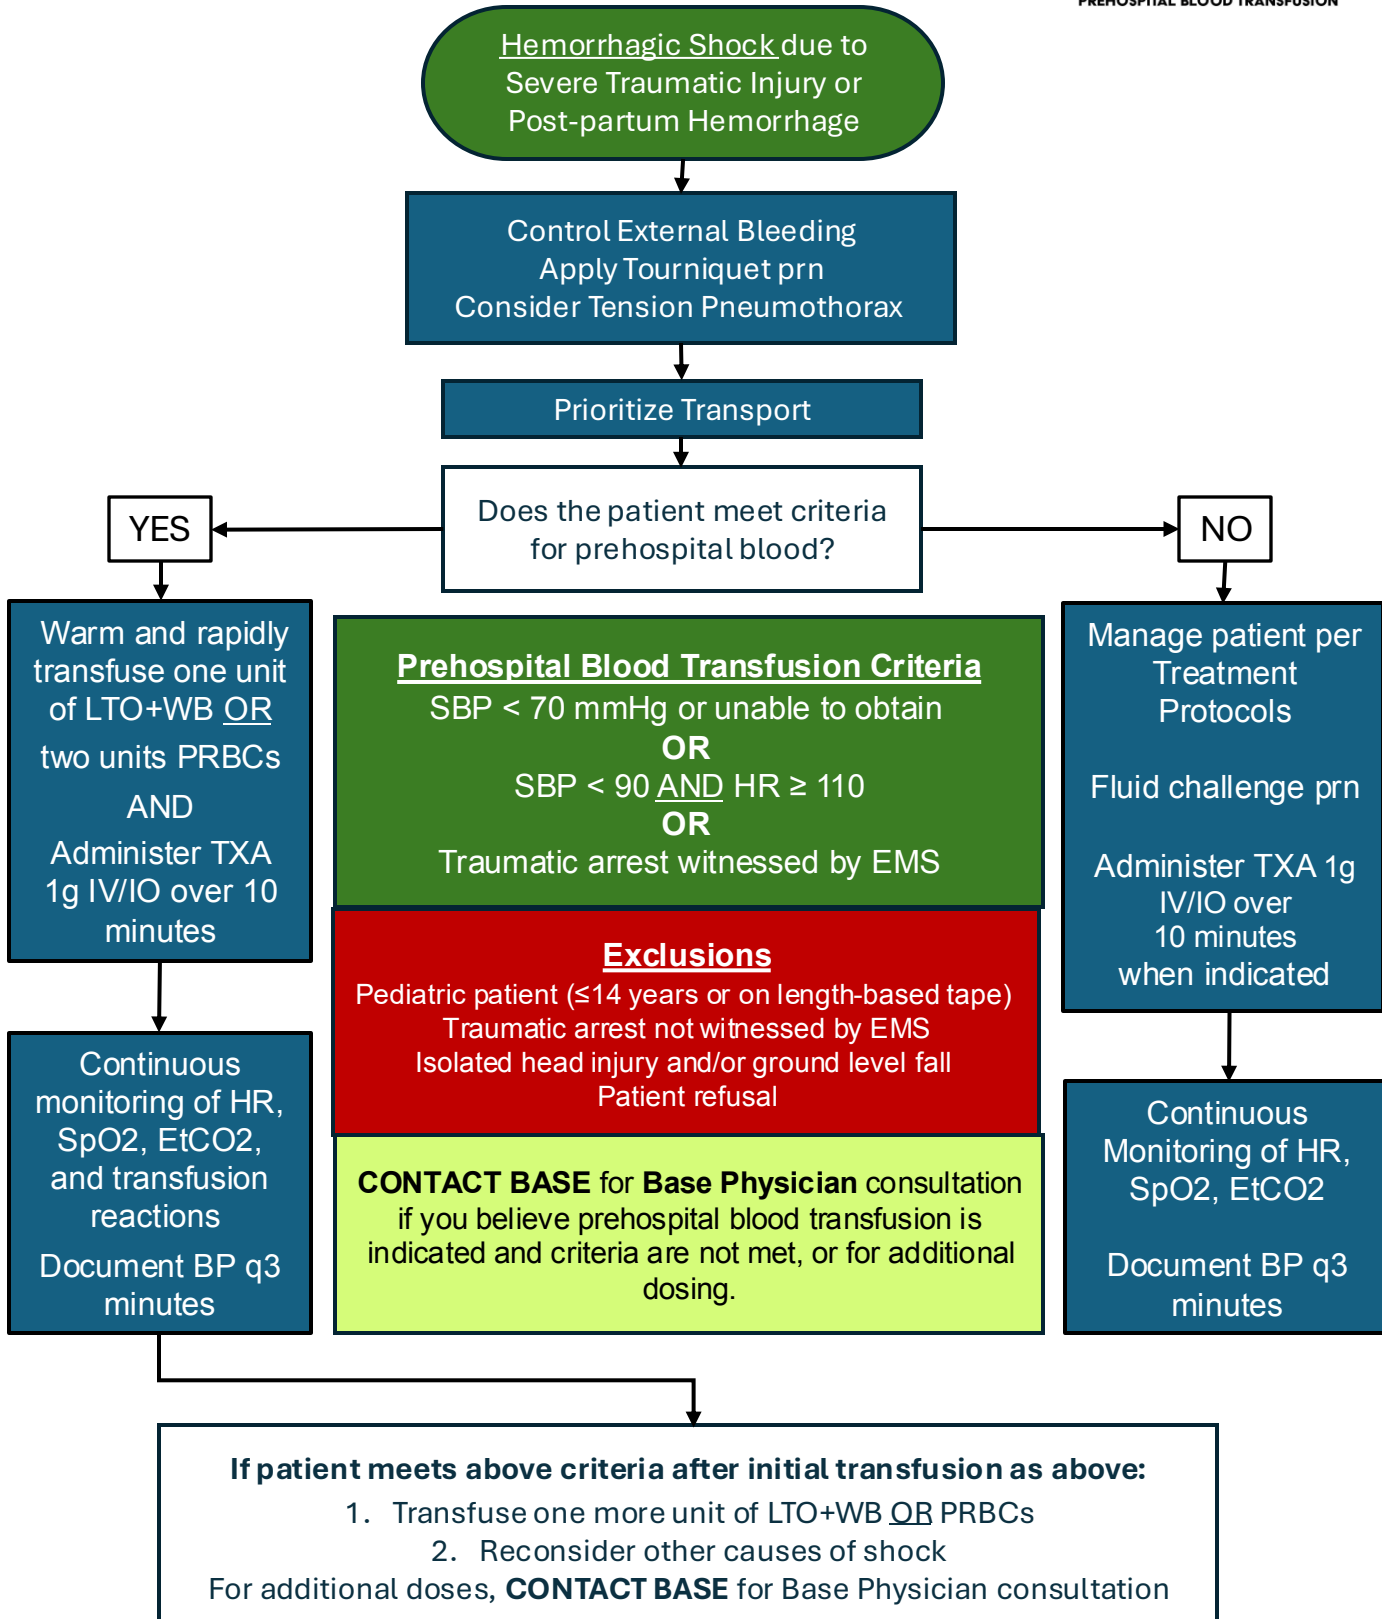 PREHOSPITAL BLOOD TRANSFUSION
Hemorrhagic Shock due to
Severe Traumatic Injury or
Post-partum Hemorrhage
Control External Bleeding
Apply Tourniquet prn
Consider Tension Pneumothorax
Prioritize Transport
Does the patient meet criteria
for prehospital blood?
YES
NO
Warm and rapidly
transfuse one unit
of LTO+WB OR
two units PRBCs
AND
Administer TXA
1g IV/IO over 10
minutes
Continuous
monitoring of HR,
SpO2, EtCO2,
and transfusion
reactions
Document BP q3
minutes
Prehospital Blood Transfusion Criteria
SBP < 70 mmHg or unable to obtain
OR
SBP < 90 AND HR ≥ 110
OR
Traumatic arrest witnessed by EMS
Exclusions
Pediatric patient (≤14 years or on length-based tape)
Traumatic arrest not witnessed by EMS
Isolated head injury and/or ground level fall
Patient refusal
CONTACT BASE for Base Physician consultation
if you believe prehospital blood transfusion is
indicated and criteria are not met, or for additional
dosing.
Manage patient per
Treatment
Protocols
Fluid challenge prn
Administer TXA 1g
IV/IO over
10 minutes
when indicated
Continuous
Monitoring of HR,
SpO2, EtCO2
Document BP q3
minutes
If patient meets above criteria after initial transfusion as above:
1. Transfuse one more unit of LTO+WB OR PRBCs
2. Reconsider other causes of shock
For additional doses, CONTACT BASE for Base Physician consultation